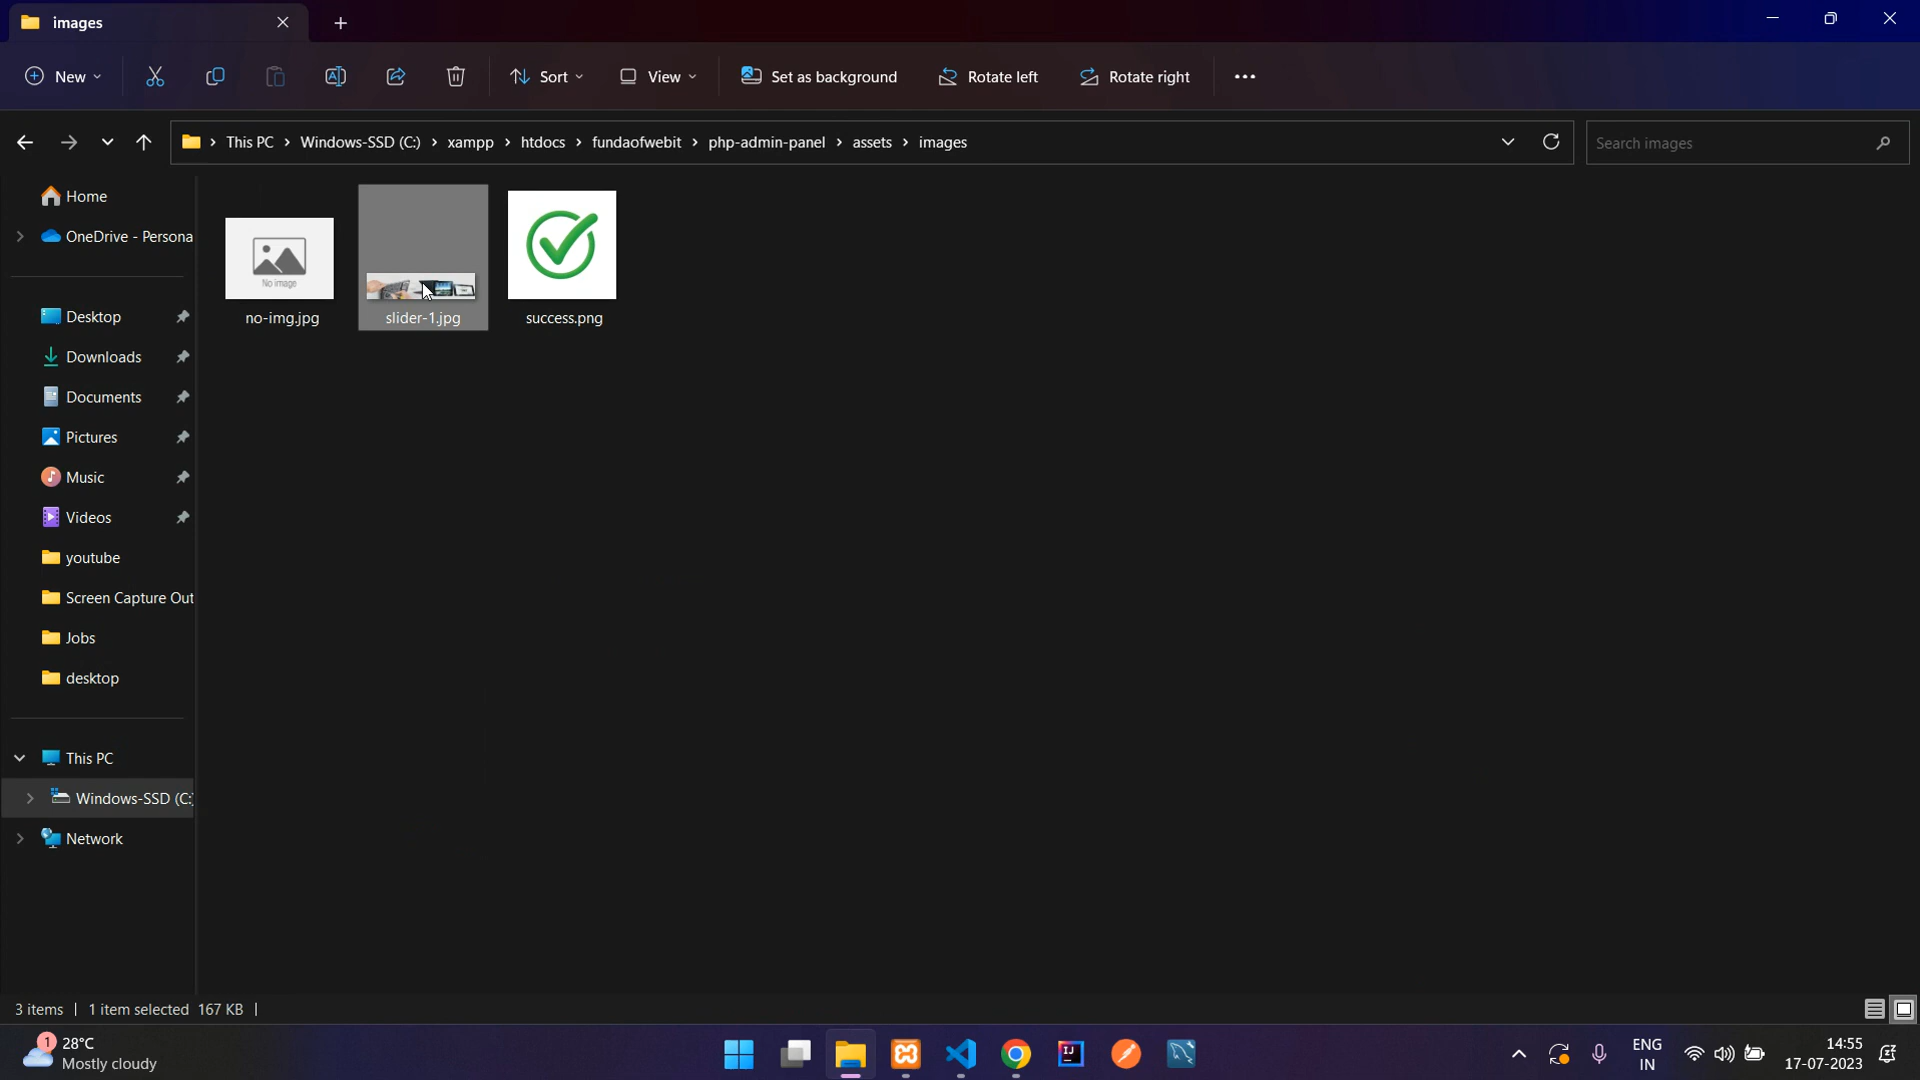 images
New
Sort
View
Set as background
Rotate left
Rotate right
This PC
Windows-SSD (C:)
xampp
htdocs
fundaofwebit
php-admin-panel
assets
images
Search images
Home
OneDrive - Persona
Desktop
Downloads
Documents
Pictures
Music
Videos
youtube
Screen Capture Out
Jobs
desktop
This PC
Windows-SSD (C:
Network
No image
no-img.jpg
slider-1.jpg
success.png
3 items
1 item selected 167 KB
1
28°C
Mostly cloudy
IJ
ENG
IN
14:55
17-07-2023